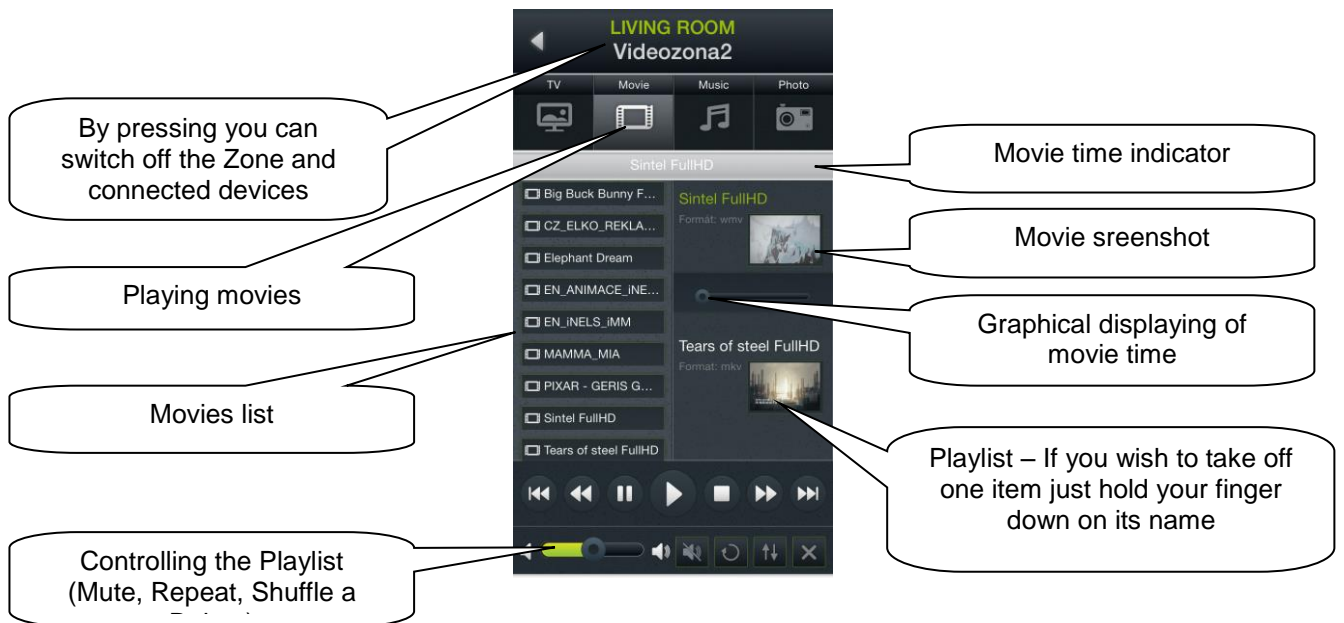 LIVING ROOM
Videozona2
TV
Movie
Music
Photo
Sintel FullHD
Big Buck Bunny F...
CZ_ELKO_REKLA...
Elephant Dream
EN_ANIMACE_iNE...
EN_iNELS_iMM
MAMMA_MIA
PIXAR - GERIS G...
Sintel FullHD
Tears of steel FullHD
Sintel FullHD
Formát: wmv
Tears of steel FullHD
Formát: mkv
By pressing you can
switch off the Zone and
connected devices
Playing movies
Movies list
Controlling the Playlist
(Mute, Repeat, Shuffle a
Movie time indicator
Movie sreenshot
Graphical displaying of
movie time
Playlist – If you wish to take off
one item just hold your finger
down on its name